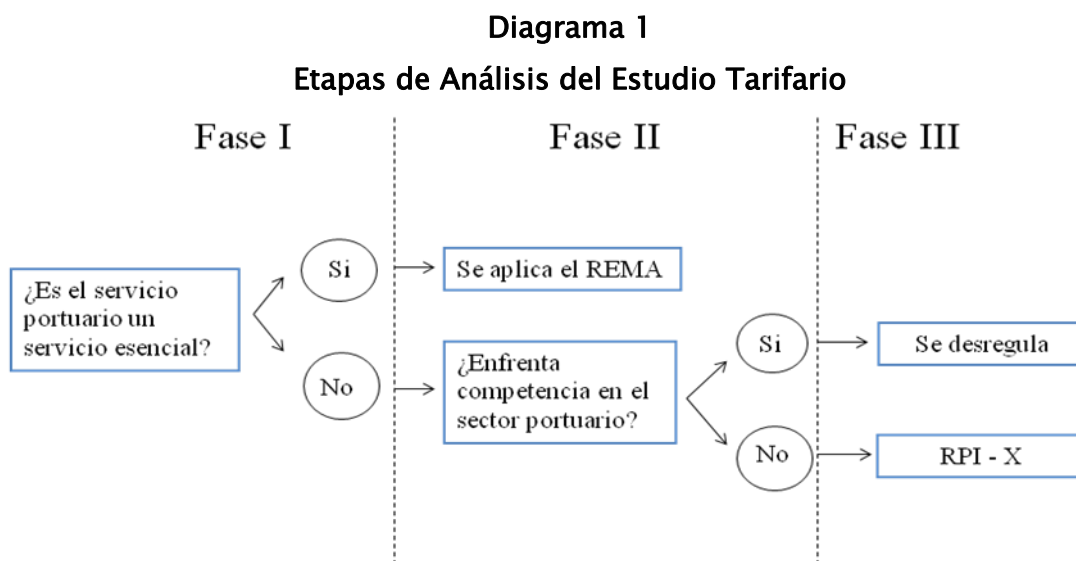 Diagrama 1
Etapas de Análisis del Estudio Tarifario
Fase I
Fase II
Fase III
¿Es el servicio
portuario un
servicio esencial?
Si
Se aplica el REMA
No
¿Enfrenta
competencia en el
sector portuario?
Si
Se desregula
No
RPI - X